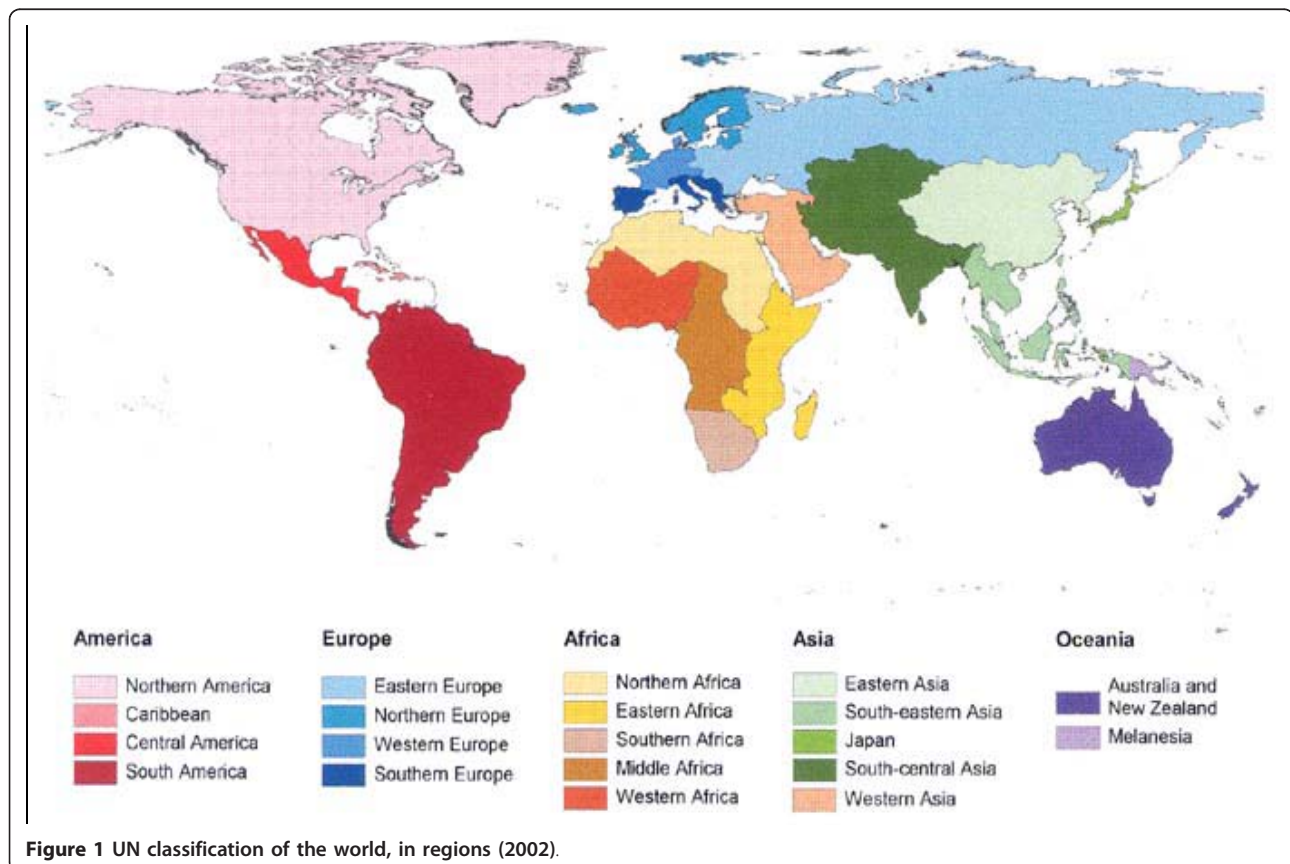 America
Northern America
Caribbean
Central America
South America
Europe
Eastern Europe
Northern Europe
Western Europe
Southern Europe
Africa
Northern Africa
Eastern Africa
Southern Africa
Middle Africa
Western Africa
Asia
Eastern Asia
South-eastern Asia
Japan
South-central Asia
Western Asia
Oceania
Australia and
New Zealand
Melanesia
Figure 1 UN classification of the world, in regions (2002).